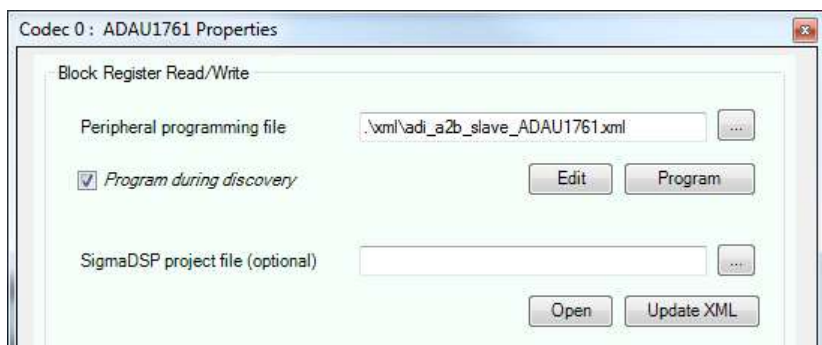 Codec 0 : ADAU1761 Properties
Block Register Read/Write
Peripheral programming file .\xml\adi_a2b_slave_ADAU1761.xml ...
Program during discovery Edit Program
SigmaDSP project file (optional) ...
Open Update XML